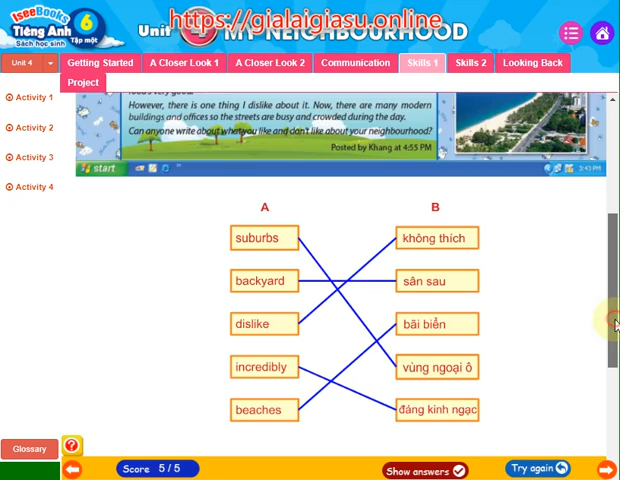 IseeBooks
Tiếng Anh 6
Sách học sinh Tập một
Unit 4 MY NEIGHBOURHOOD
https://gialaigiasu.online
Unit 4
Getting Started
A Closer Look 1
A Closer Look 2
Communication
Skills 1
Skills 2
Looking Back
Project
Activity 1
Activity 2
Activity 3
Activity 4
However, there is one thing I dislike about it. Now, there are many modern
buildings and offices so the streets are busy and crowded during the day.
Can anyone write about what you like and don't like about your neighbourhood?
Posted by Khang at 4:55 PM
start
3:43 PM
A B
suburbs không thích
backyard sân sau
dislike bãi biển
incredibly vùng ngoại ô
beaches đáng kinh ngạc
Glossary
?
Score 5 / 5
Show answers
Try again